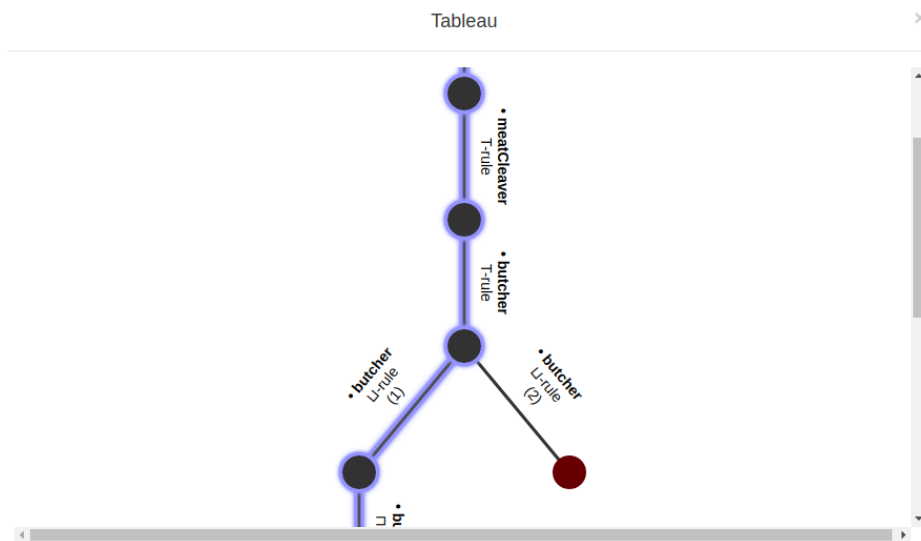 Tableau
• meatCleaver
T-rule
• butcher
T-rule
• butcher
⊔-rule
(1)
• butcher
⊔-rule
(2)